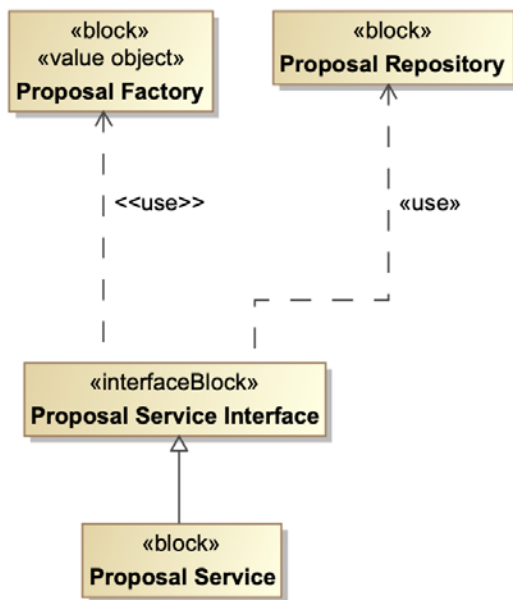 «block»
«value object»
Proposal Factory
«block»
Proposal Repository
<<use>>
«use»
«interfaceBlock»
Proposal Service Interface
«block»
Proposal Service